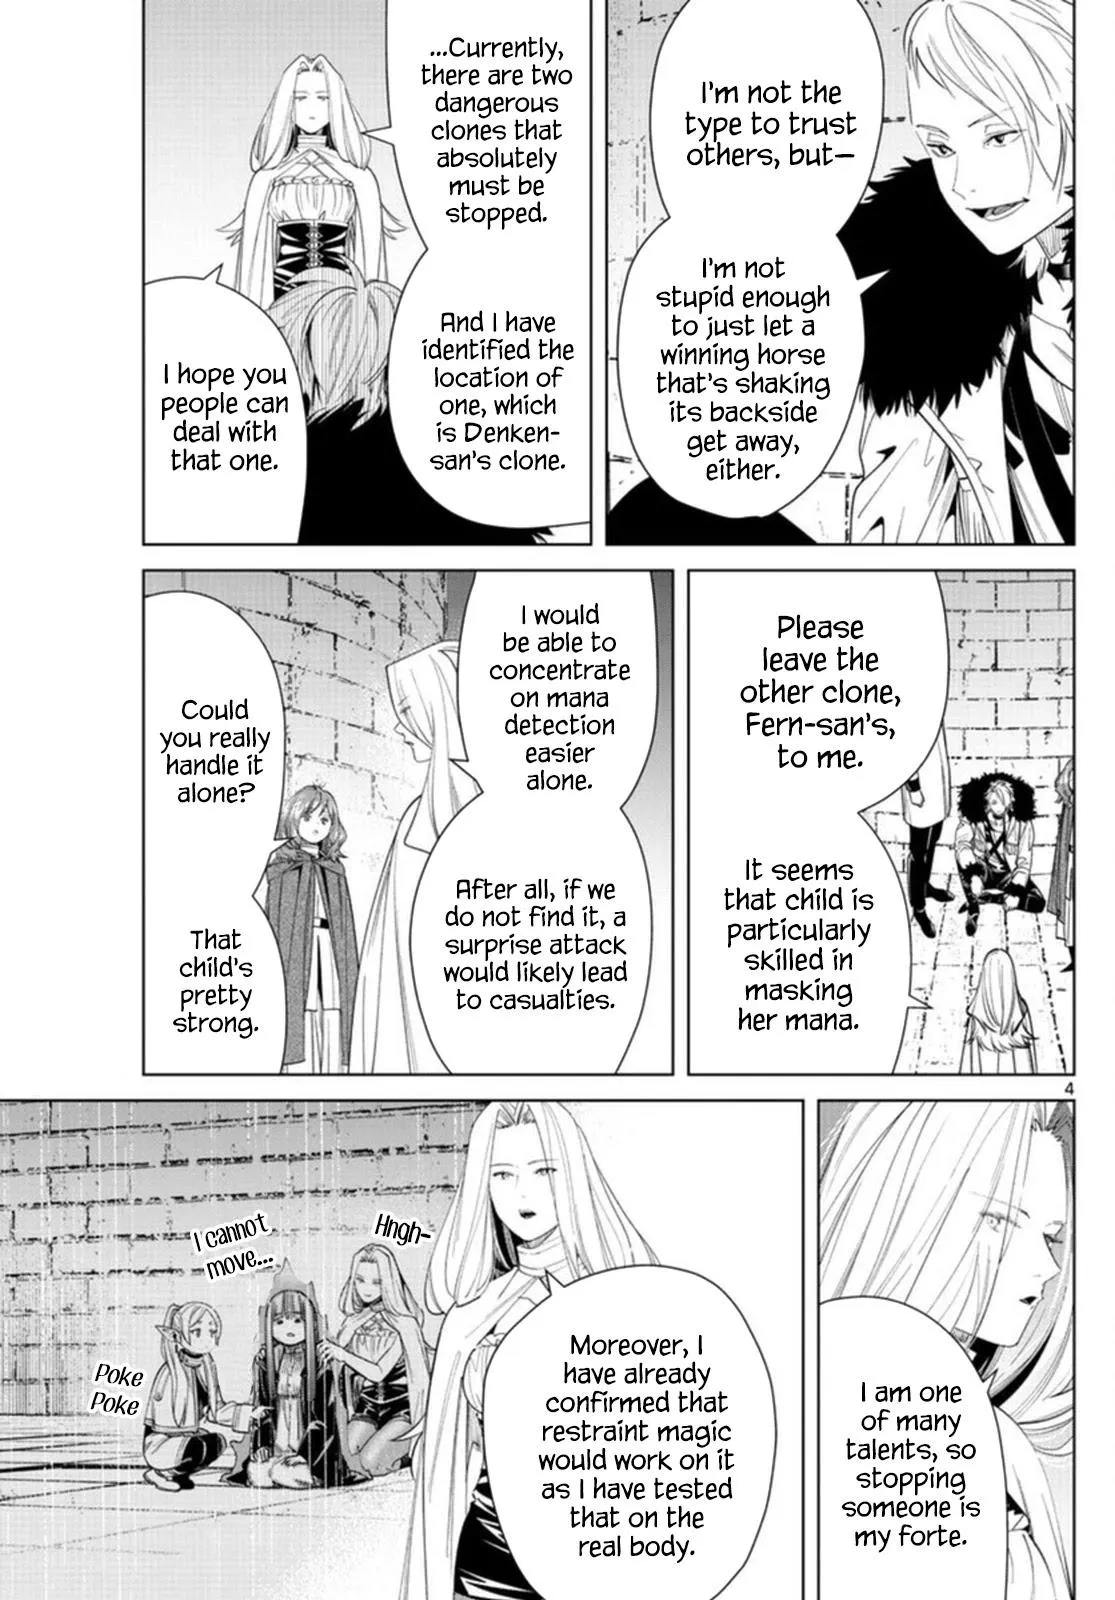 I'm not the
type to trust
others, but—
I'm not
stupid enough
to just let a
winning horse
that's shaking
its backside
get away,
either.
...Currently,
there are two
dangerous
clones that
absolutely
must be
stopped.
And I have
identified the
location of
one, which
is Denken-
san's clone.
I hope you
people can
deal with
that one.
Please
leave the
other clone,
Fern-san's,
to me.
It seems
that child is
particularly
skilled in
masking
her mana.
I would
be able to
concentrate
on mana
detection
easier
alone.
After all, if we
do not find it, a
surprise attack
would likely lead
to casualties.
Could
you really
handle it
alone?
That
child's
pretty
strong.
4
I am one
of many
talents, so
stopping
someone is
my forte.
Moreover, I
have already
confirmed that
restraint magic
would work on it
as I have tested
that on the
real body.
Hngh-
I cannot
move...
Poke
Poke